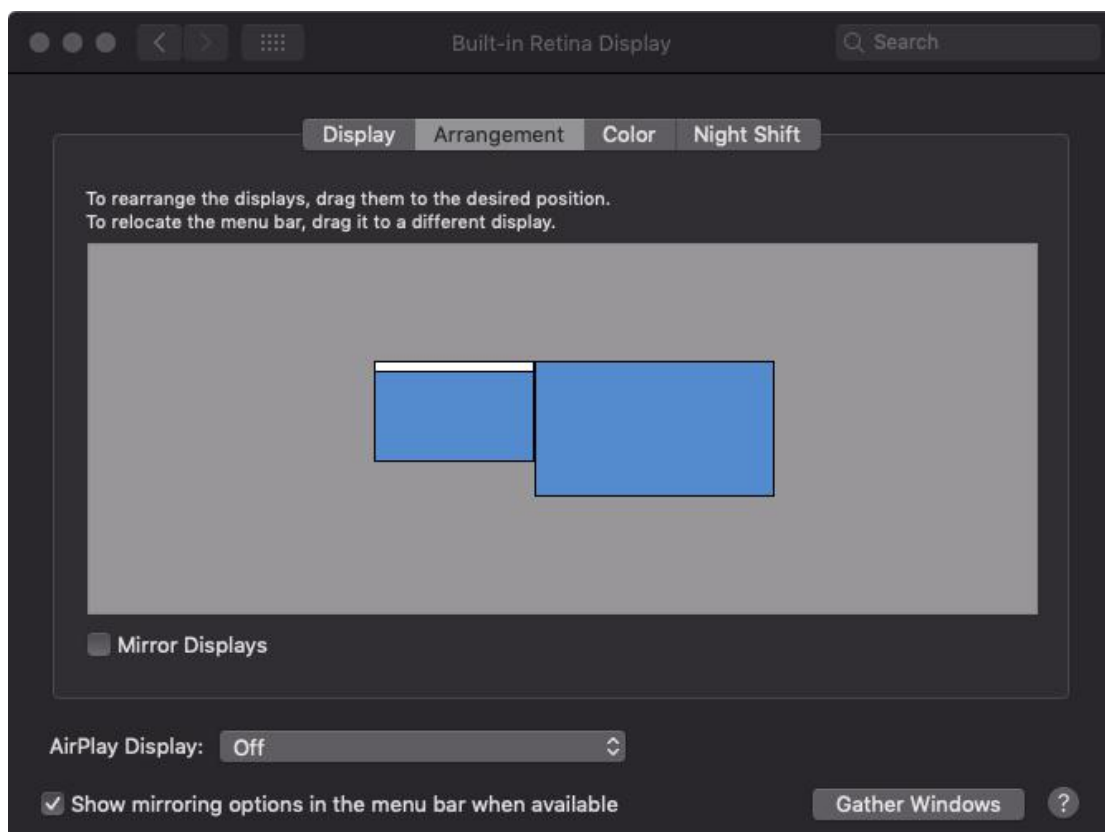 Built-in Retina Display
Search
Display
Arrangement
Color
Night Shift
To rearrange the displays, drag them to the desired position.
To relocate the menu bar, drag it to a different display.
Mirror Displays
AirPlay Display: Off
Show mirroring options in the menu bar when available
Gather Windows
?